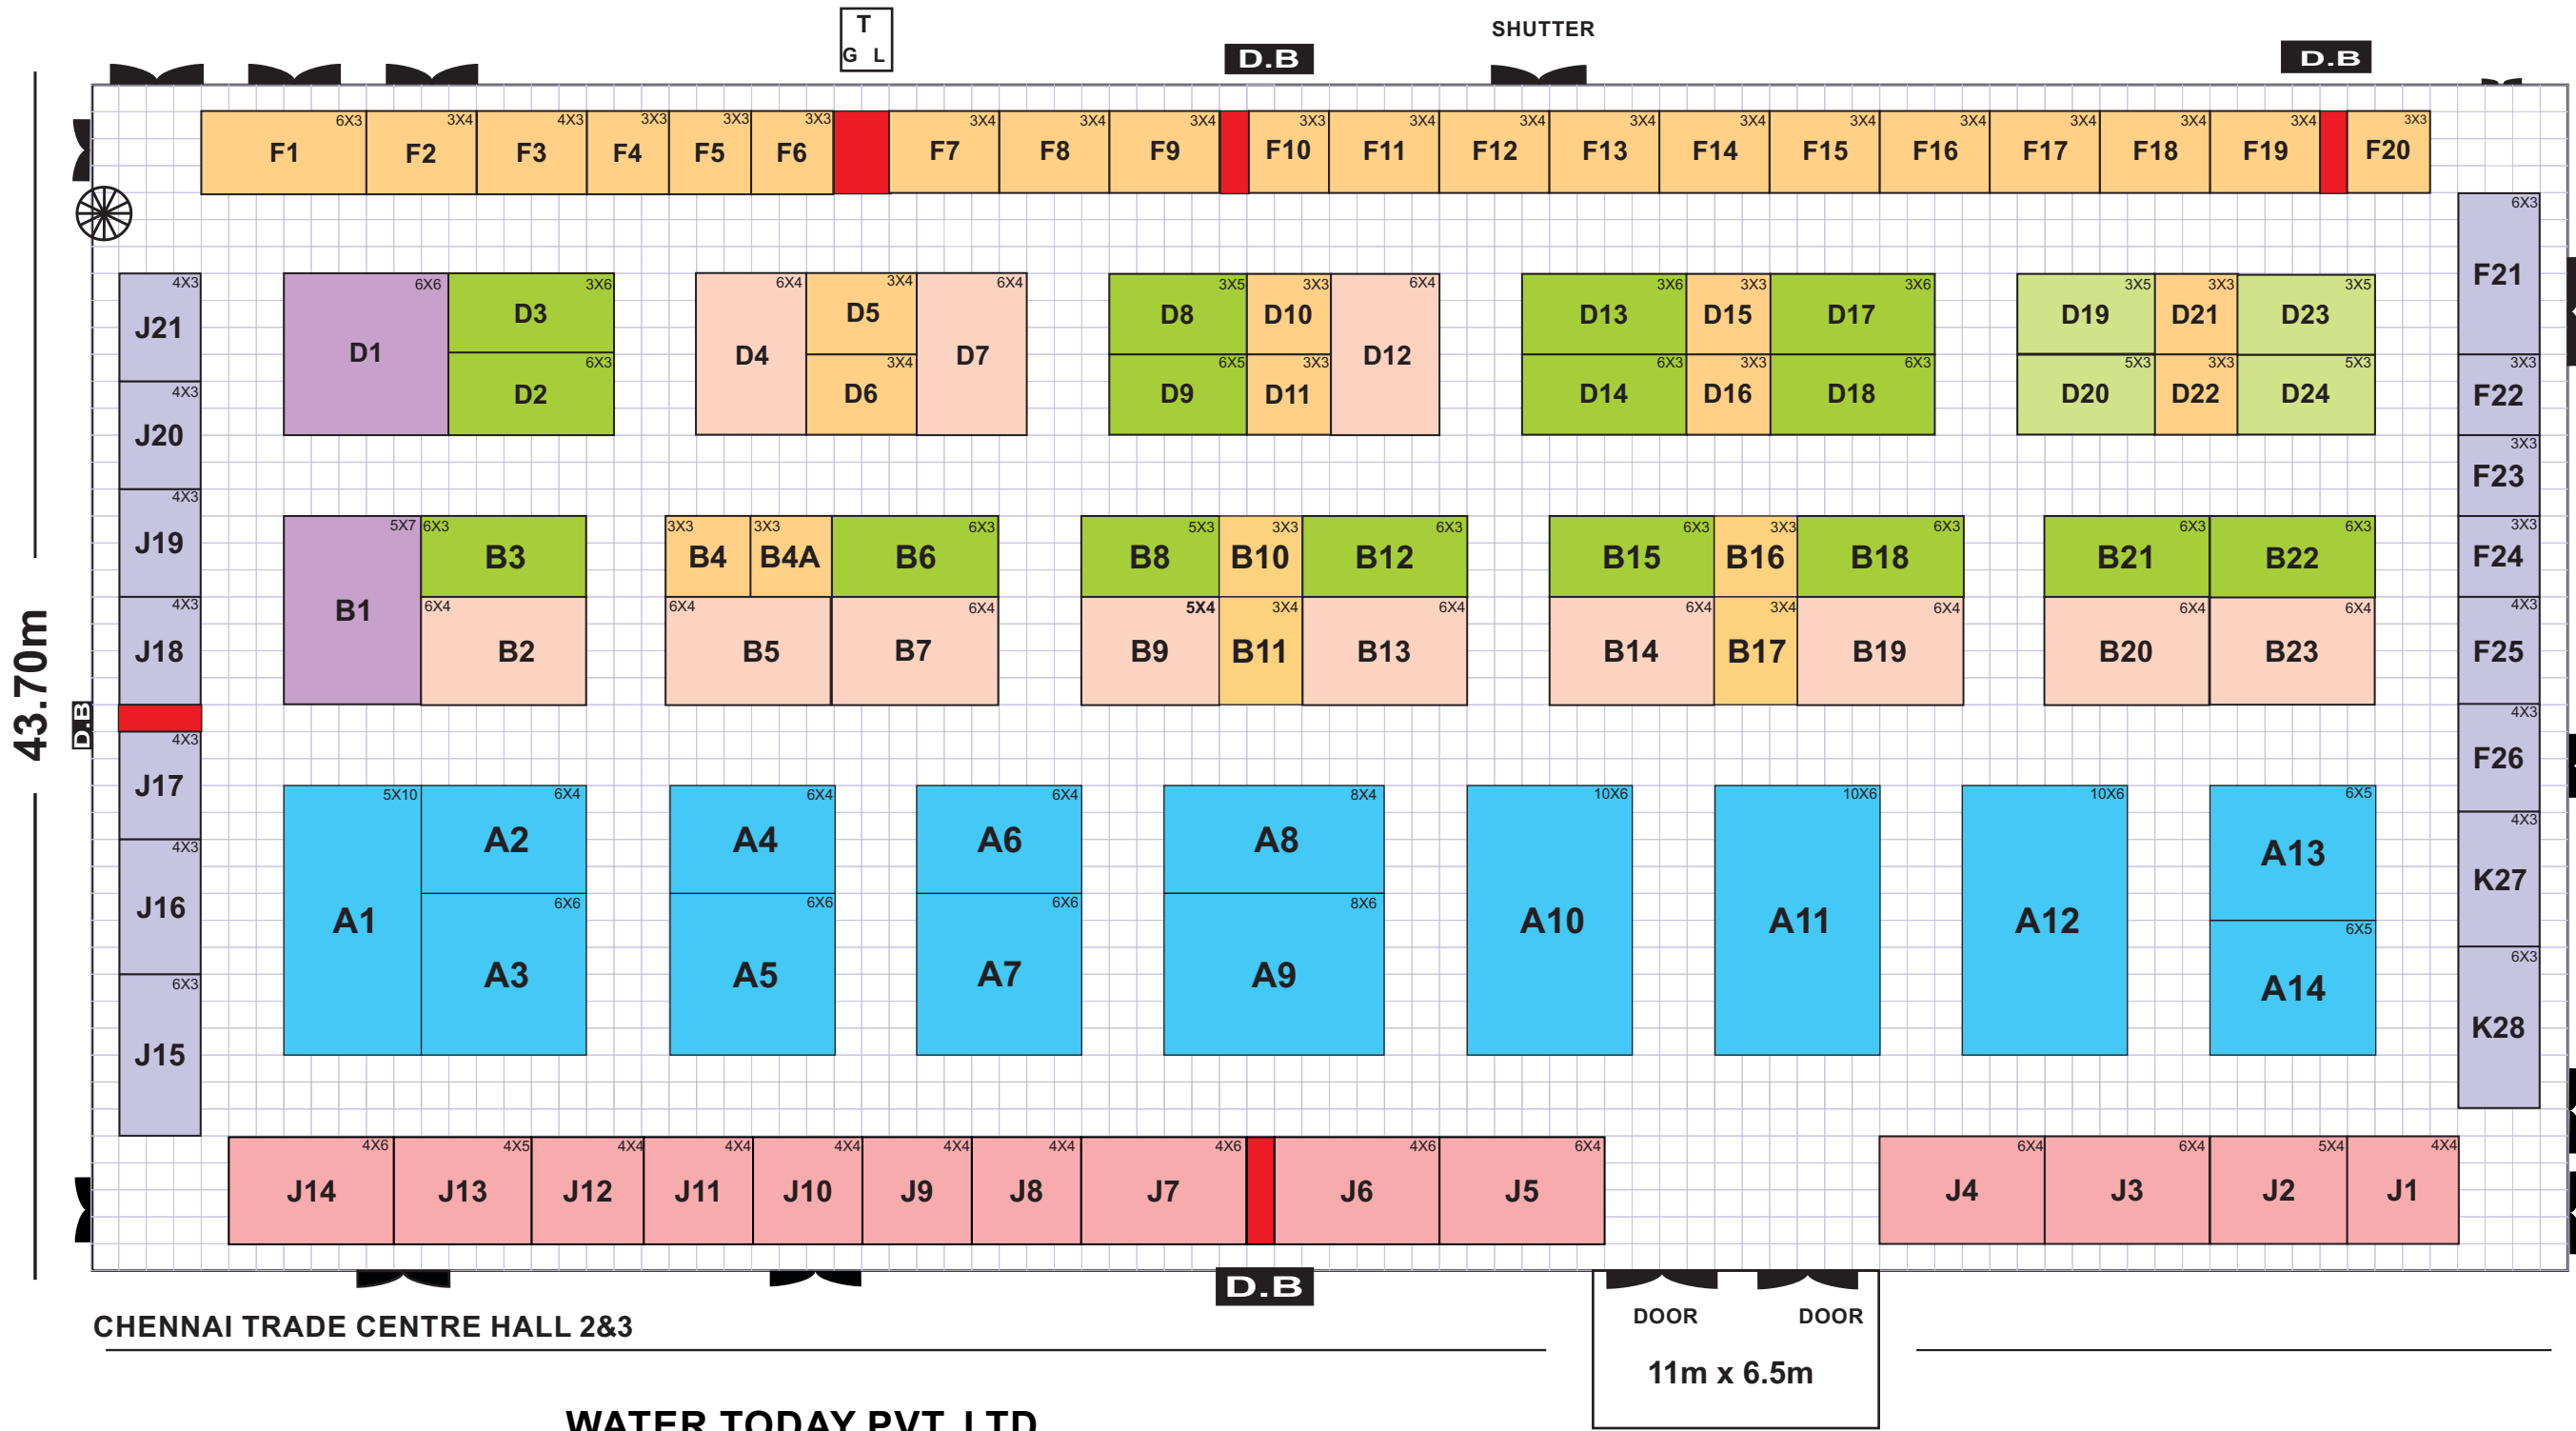 T
G L
SHUTTER
D.B
D.B
6X3 3X4 4X3 3X3 3X3 3X3 3X4 3X4 3X4 3X3 3X4 3X4 3X4 3X4 3X4 3X4 3X4 3X4 3X4 3X3
F1 F2 F3 F4 F5 F6 F7 F8 F9 F10 F11 F12 F13 F14 F15 F16 F17 F18 F19 F20
6X3
F21
4X3 6X6 3X6 6X4 3X4 6X4 3X5 3X3 6X4 3X6 3X3 3X6 3X5 3X3 3X5
J21 D1 D3 D4 D5 D7 D8 D10 D12 D13 D15 D17 D19 D21 D23
6X3 3X4 6X5 3X3 6X3 3X3 6X3 5X3 3X3 5X3 3X3
D2 D6 D9 D11 D14 D16 D18 D20 D22 D24 F22
4X3
J20
3X3
F23
4X3 5X7 6X3 3X3 3X3 6X3 5X3 3X3 6X3 6X3 3X3 6X3 6X3 6X3 3X3
J19 B1 B3 B4 B4A B6 B8 B10 B12 B15 B16 B18 B21 B22 F24
4X3 6X4 6X4 6X4 5X4 3X4 6X4 6X4 3X4 6X4 6X4 6X4 4X3
J18 B2 B5 B7 B9 B11 B13 B14 B17 B19 B20 B23 F25
43.70m
D.B
4X3
J17
4X3
F26
5X10 6X4 6X4 6X4 8X4 10X6 10X6 10X6 6X5
A1 A2 A4 A6 A8 A10 A11 A12 A13
4X3
J16
4X3
K27
6X6 6X6 6X6 8X6 6X5
A3 A5 A7 A9 A14
6X3
J15
6X3
K28
4X6 4X5 4X4 4X4 4X4 4X4 4X4 4X6 4X6 6X4 6X4 6X4 5X4 4X4
J14 J13 J12 J11 J10 J9 J8 J7 J6 J5 J4 J3 J2 J1
D.B
DOOR DOOR
CHENNAI TRADE CENTRE HALL 2&3
11m x 6.5m
WATER TODAY PVT. LTD